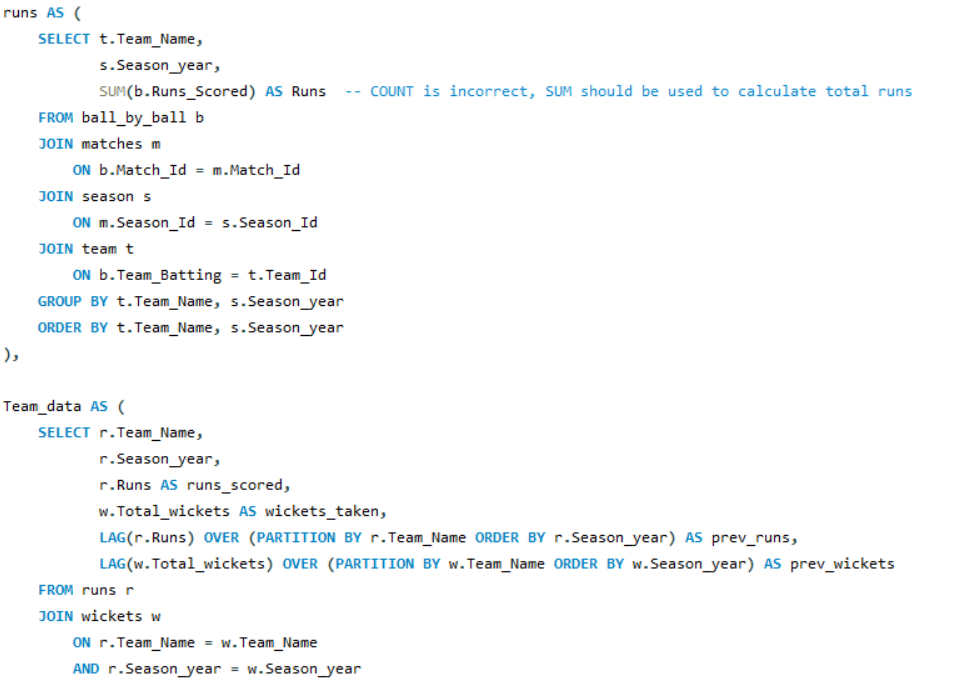 runs AS (
    SELECT t.Team_Name,
           s.Season_year,
           SUM(b.Runs_Scored) AS Runs  -- COUNT is incorrect, SUM should be used to calculate total runs
    FROM ball_by_ball b
    JOIN matches m
        ON b.Match_Id = m.Match_Id
    JOIN season s
        ON m.Season_Id = s.Season_Id
    JOIN team t
        ON b.Team_Batting = t.Team_Id
    GROUP BY t.Team_Name, s.Season_year
    ORDER BY t.Team_Name, s.Season_year
),
Team_data AS (
    SELECT r.Team_Name,
           r.Season_year,
           r.Runs AS runs_scored,
           w.Total_wickets AS wickets_taken,
           LAG(r.Runs) OVER (PARTITION BY r.Team_Name ORDER BY r.Season_year) AS prev_runs,
           LAG(w.Total_wickets) OVER (PARTITION BY w.Team_Name ORDER BY w.Season_year) AS prev_wickets
    FROM runs r
    JOIN wickets w
        ON r.Team_Name = w.Team_Name
        AND r.Season_year = w.Season_year